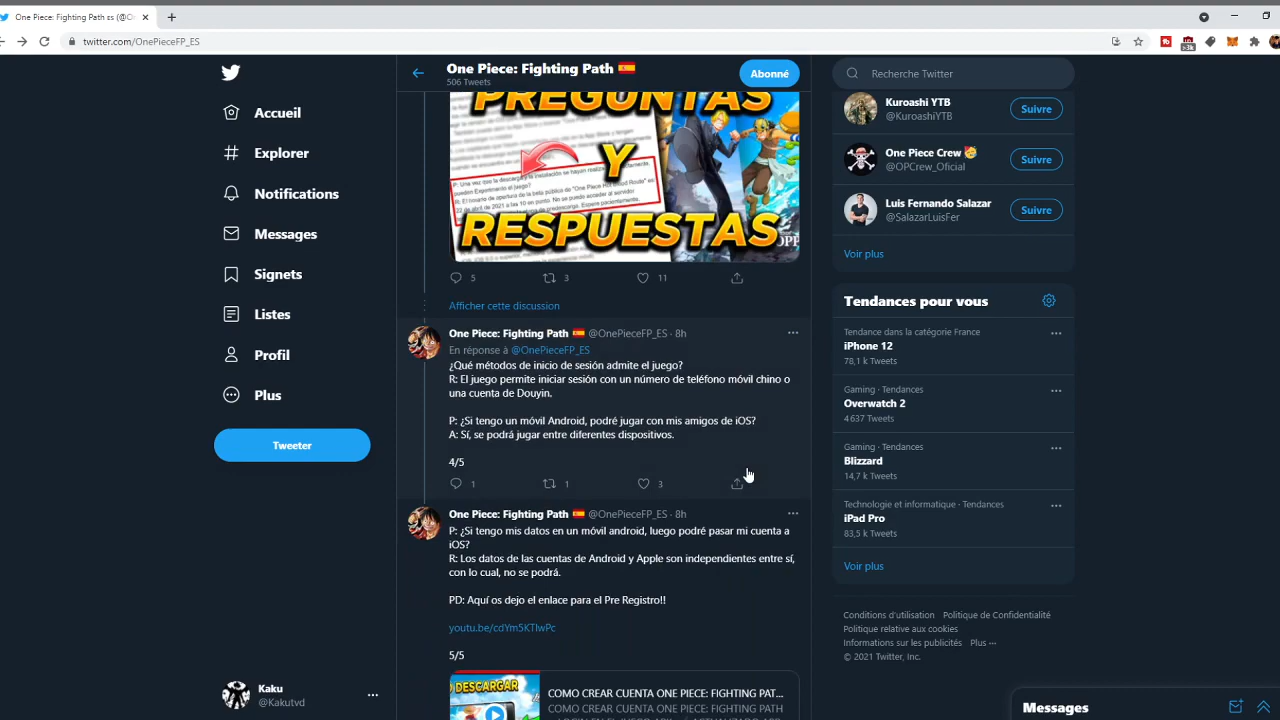 One Piece: Fighting Path
twitter.com/OnePieceFP_ES
One Piece: Fighting Path
506 Tweets
Abonné
Recherche Twitter
Accueil
Explorer
Notifications
Messages
Signets
Listes
Profil
Plus
Tweeter
Kaku
@Kakutvd
PREGUNTAS
Y
RESPUESTAS
5
3
11
Afficher cette discussion
One Piece: Fighting Path @OnePieceFP_ES · 8h
En réponse à @OnePieceFP_ES
¿Qué métodos de inicio de sesión admite el juego?
R: El juego permite iniciar sesión con un número de teléfono móvil chino o
una cuenta de Douyin.
P: ¿Si tengo un móvil Android, podré jugar con mis amigos de iOS?
A: Sí, se podrá jugar entre diferentes dispositivos.
4/5
1
1
3
One Piece: Fighting Path @OnePieceFP_ES · 8h
P: ¿Si tengo mis datos en un móvil android, luego podré pasar mi cuenta a
iOS?
R: Los datos de las cuentas de Android y Apple son independientes entre sí,
con lo cual, no se podrá.
PD: Aquí os dejo el enlace para el Pre Registro!!
youtu.be/cdYm5KTlwPc
5/5
DESCARGAR
COMO CREAR CUENTA ONE PIECE: FIGHTING PAT...
COMO CREAR CUENTA ONE PIECE: FIGHTING PATH
Kuroashi YTB
@KuroashiYTB
Suivre
One Piece Crew
@OPCrew_Oficial
Suivre
Luis Fernando Salazar
@SalazarLuisFer
Suivre
Voir plus
Tendances pour vous
Tendance dans la catégorie France
iPhone 12
78,1 k Tweets
Gaming · Tendances
Overwatch 2
4 637 Tweets
Gaming · Tendances
Blizzard
14,7 k Tweets
Technologie et informatique · Tendances
iPad Pro
83,5 k Tweets
Voir plus
Conditions d'utilisation Politique de Confidentialité
Politique relative aux cookies
Informations sur les publicités Plus ···
© 2021 Twitter, Inc.
Messages